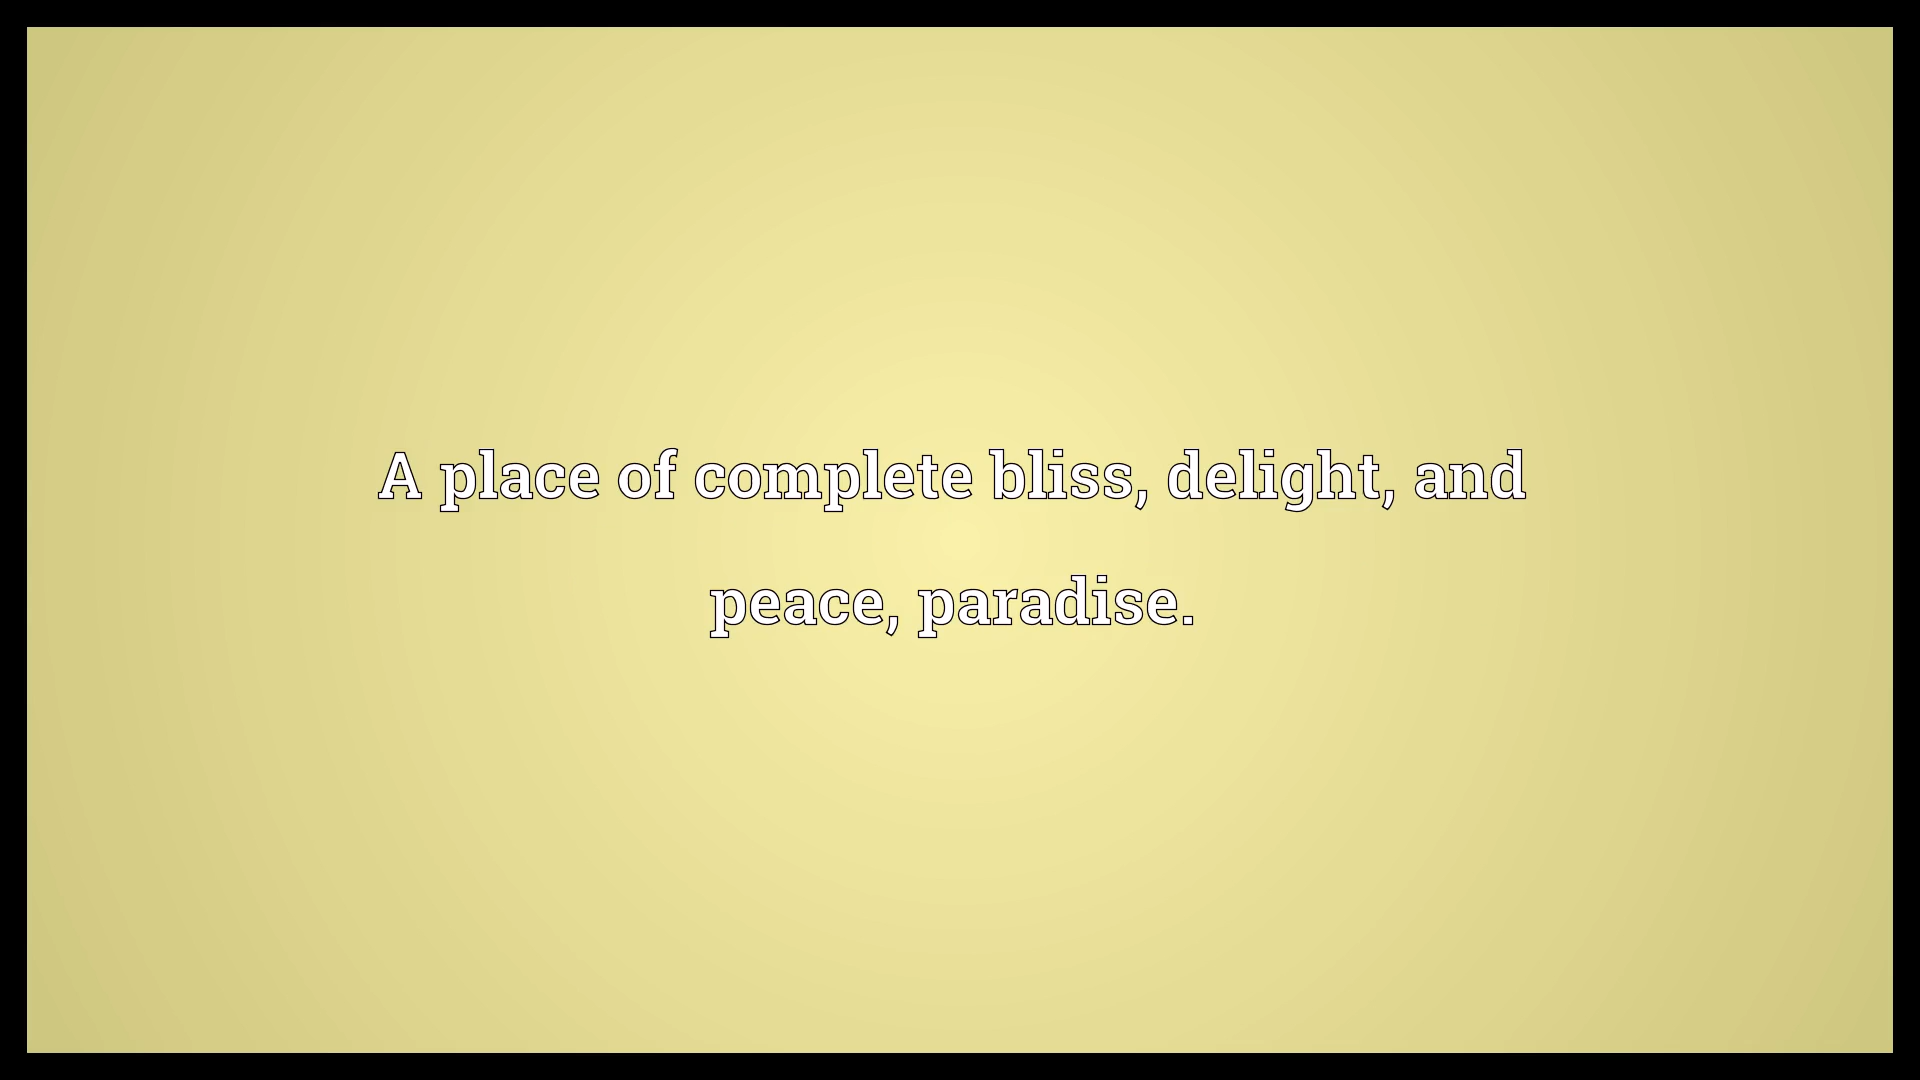 A place of complete bliss, delight, and
peace, paradise.